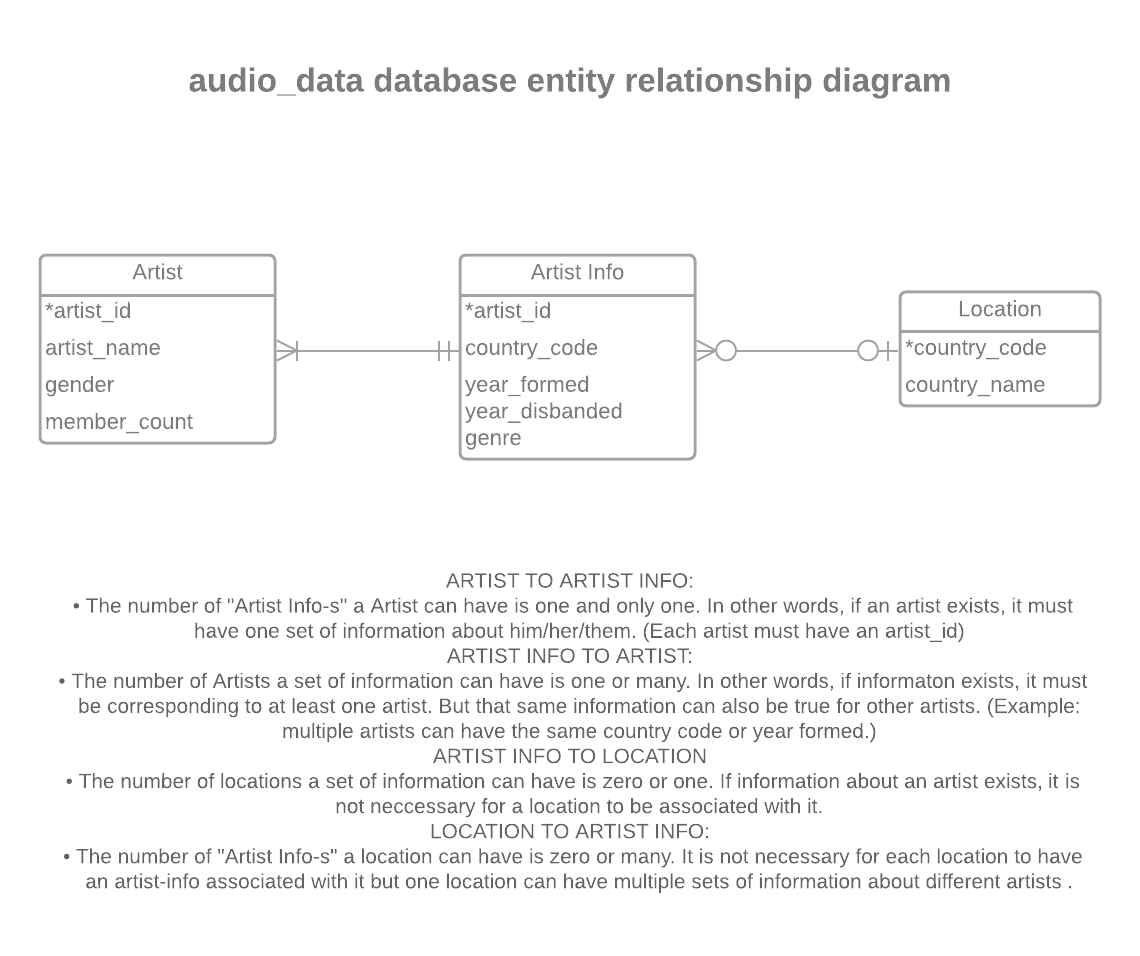 audio_data database entity relationship diagram
Artist
*artist_id
artist_name
gender
member_count
Artist Info
*artist_id
country_code
year_formed
year_disbanded
genre
Location
*country_code
country_name
ARTIST TO ARTIST INFO:
• The number of "Artist Info-s" a Artist can have is one and only one. In other words, if an artist exists, it must
have one set of information about him/her/them. (Each artist must have an artist_id)
ARTIST INFO TO ARTIST:
• The number of Artists a set of information can have is one or many. In other words, if informaton exists, it must
be corresponding to at least one artist. But that same information can also be true for other artists. (Example:
multiple artists can have the same country code or year formed.)
ARTIST INFO TO LOCATION
• The number of locations a set of information can have is zero or one. If information about an artist exists, it is
not neccessary for a location to be associated with it.
LOCATION TO ARTIST INFO:
• The number of "Artist Info-s" a location can have is zero or many. It is not necessary for each location to have
an artist-info associated with it but one location can have multiple sets of information about different artists .